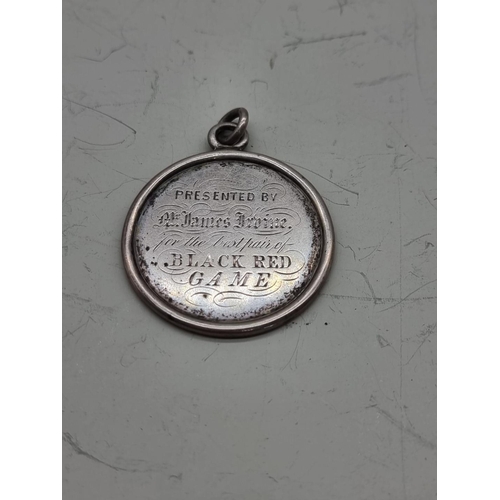 PRESENTED BY
Mr. James Irvine.
for the best pair of
BLACK RED
GAME